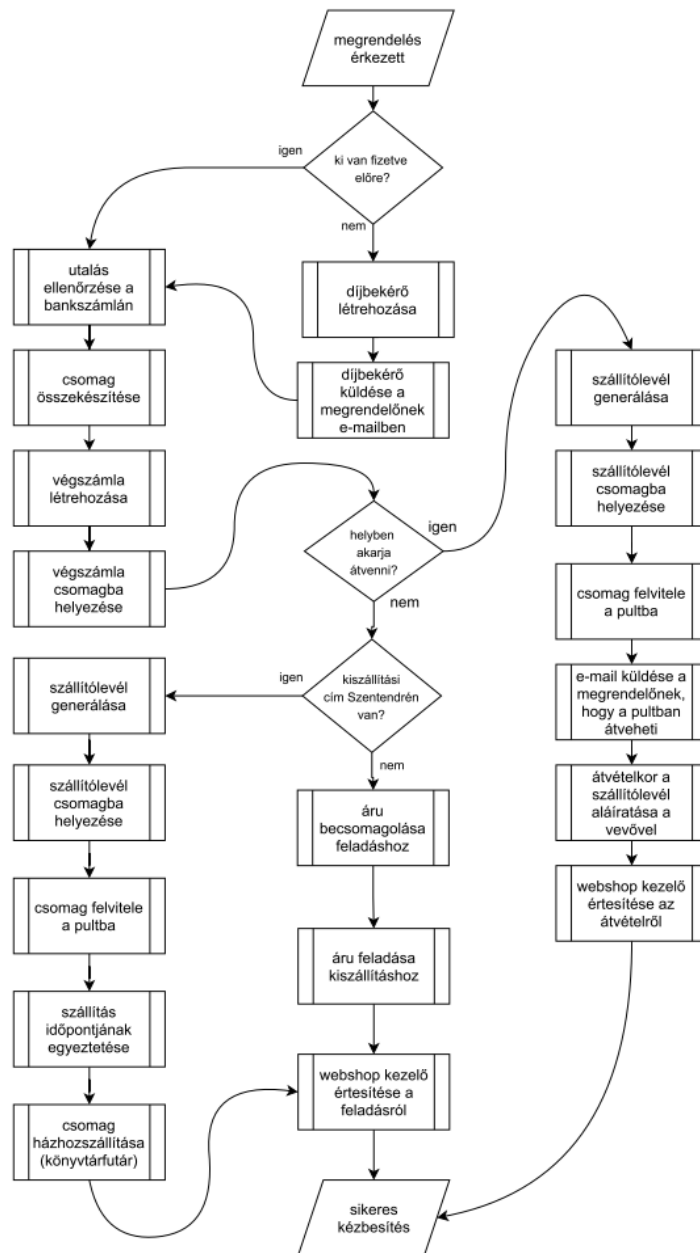 megrendelés
érkezett
ki van fizetve
előre?
igen
nem
utalás
ellenőrzése a
bankszámlán
díjbekérő
létrehozása
díjbekérő
küldése a
megrendelőnek
e-mailben
csomag
összekészítése
végszámla
létrehozása
végszámla
csomagba
helyezése
helyben
akarja
átvenni?
igen
nem
szállítólevél
generálása
szállítólevél
csomagba
helyezése
csomag felvitele
a pultba
e-mail küldése a
megrendelőnek,
hogy a pultban
átveheti
átvételkor a
szállítólevél
aláíratása a
vevővel
webshop kezelő
értesítése az
átvételről
kiszállítási
cím Szentendrén
van?
igen
nem
szállítólevél
generálása
szállítólevél
csomagba
helyezése
csomag felvitele
a pultba
szállítás
időpontjának
egyeztetése
csomag
házhozszállítása
(könyvtárfutár)
áru
becsomagolása
feladáshoz
áru feladása
kiszállításhoz
webshop kezelő
értesítése a
feladásról
sikeres
kézbesítés